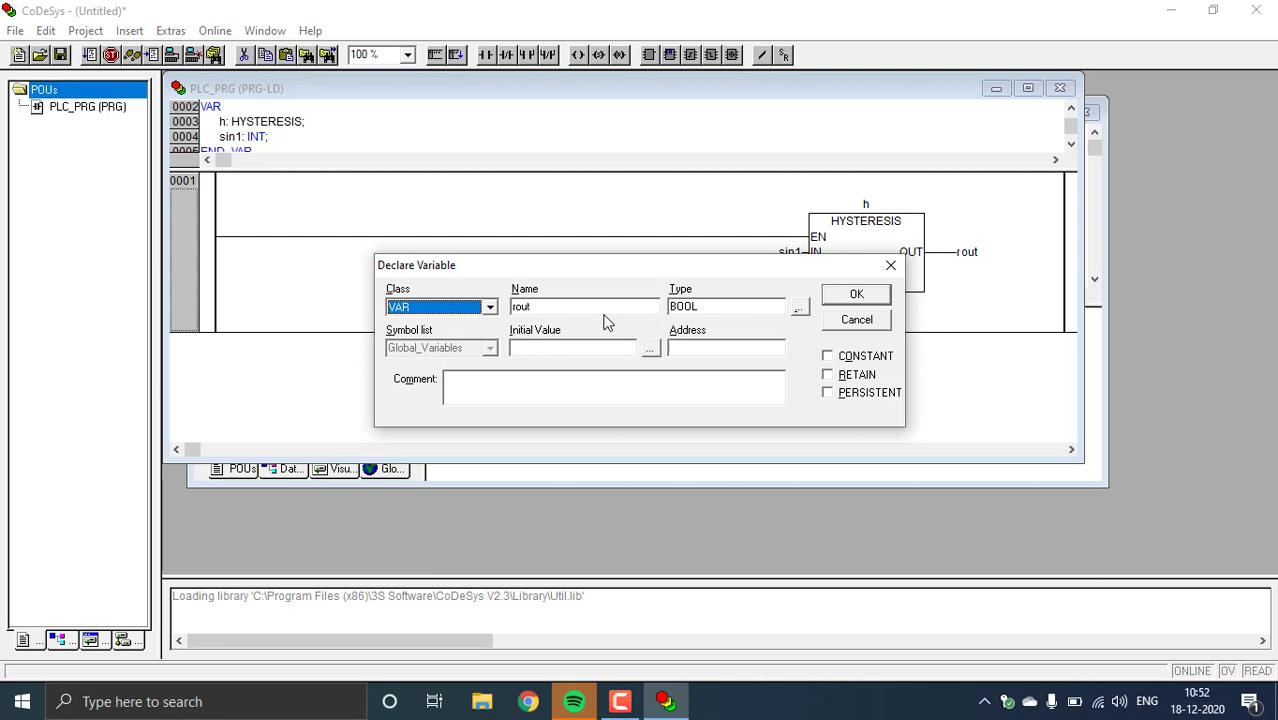 CoDeSys - (Untitled)*
File Edit Project Insert Extras Online Window Help
100 %
POUs
PLC_PRG (PRG)
PLC_PRG (PRG-LD)
0002 VAR
0003 h: HYSTERESIS;
0004 sin1: INT;
0005 END_VAR
0001
h
HYSTERESIS
EN
sin1 IN OUT rout
Declare Variable
Class Name Type
VAR rout BOOL ... OK
Symbol list Initial Value Address Cancel
Global_Variables ...
CONSTANT
Comment: RETAIN
PERSISTENT
POUs Dat... Visu... Glo...
Loading library 'C:\Program Files (x86)\3S Software\CoDeSys V2.3\Library\Util.lib'
... ... ... ...
ONLINE OV READ
Type here to search
ENG 10:52
18-12-2020
1